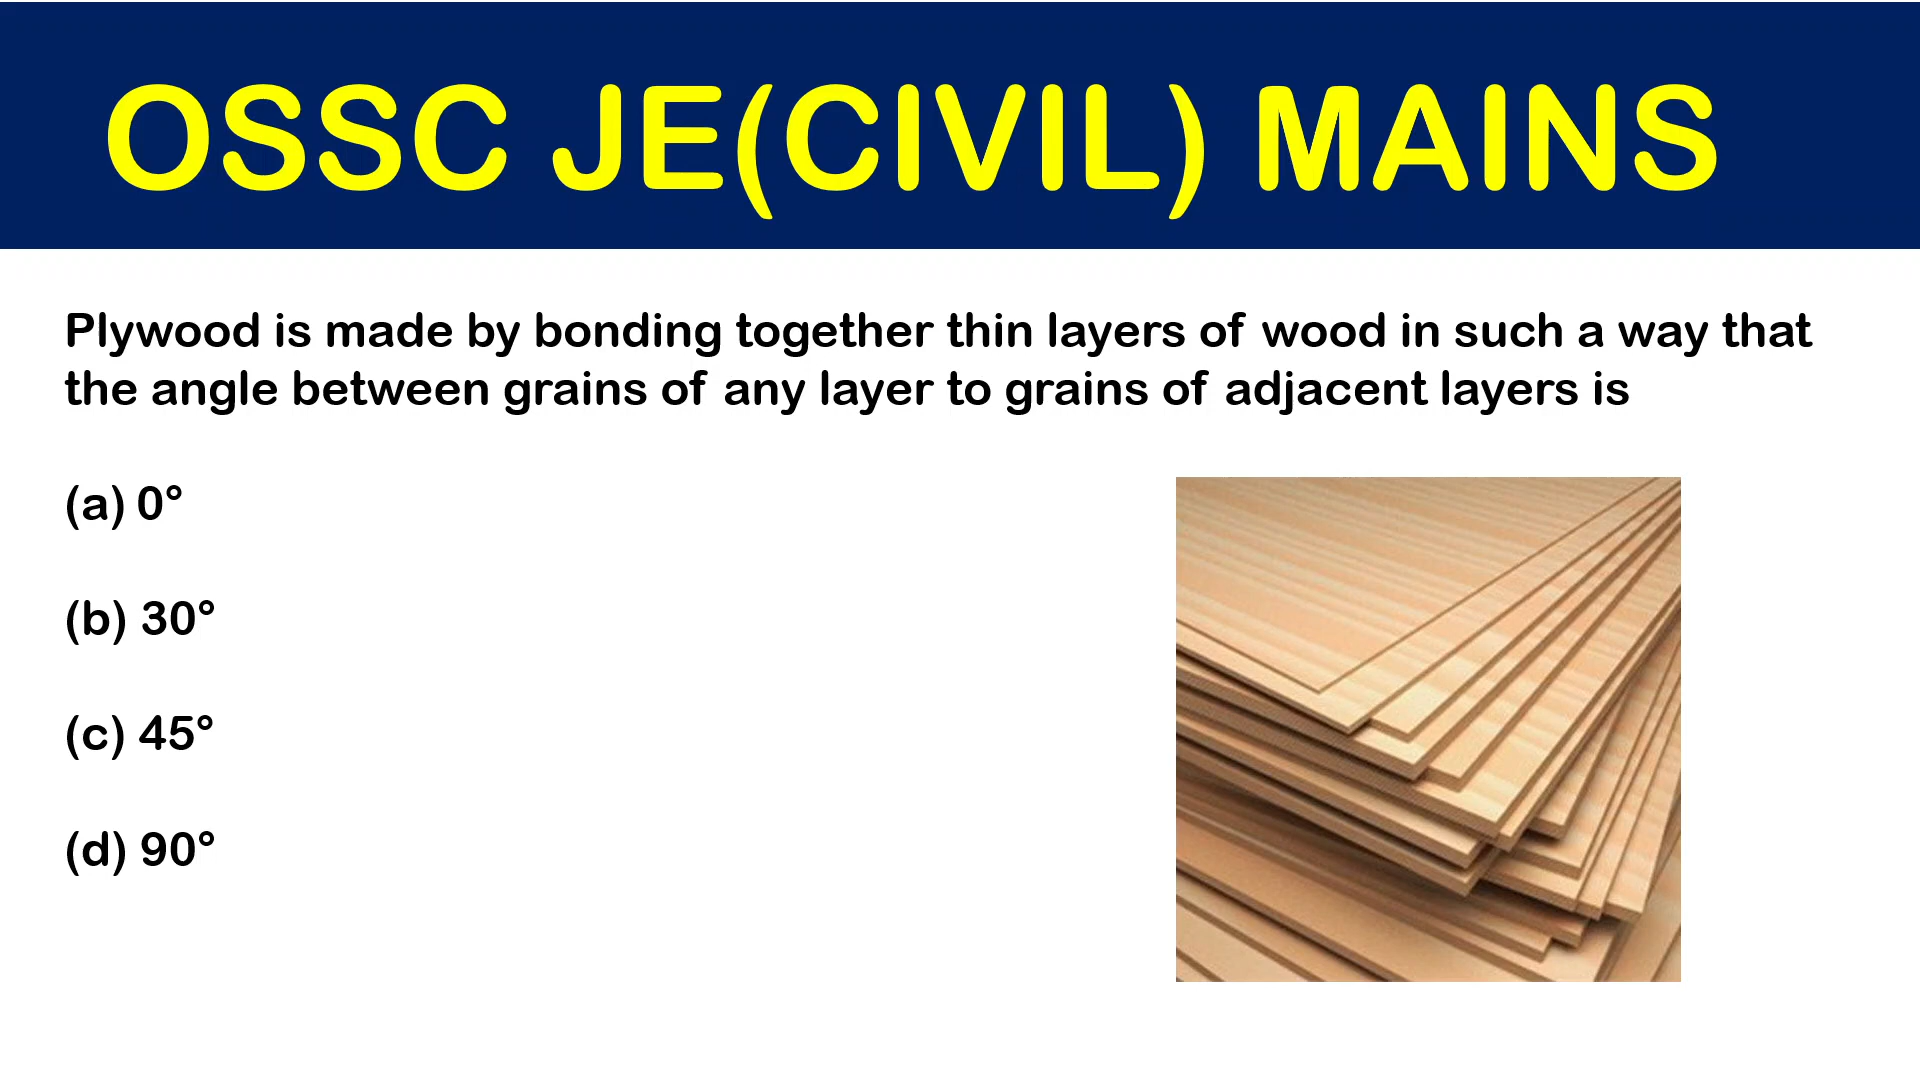 OSSC JE(CIVIL) MAINS
Plywood is made by bonding together thin layers of wood in such a way that
the angle between grains of any layer to grains of adjacent layers is
(a) 0°
(b) 30°
(c) 45°
(d) 90°